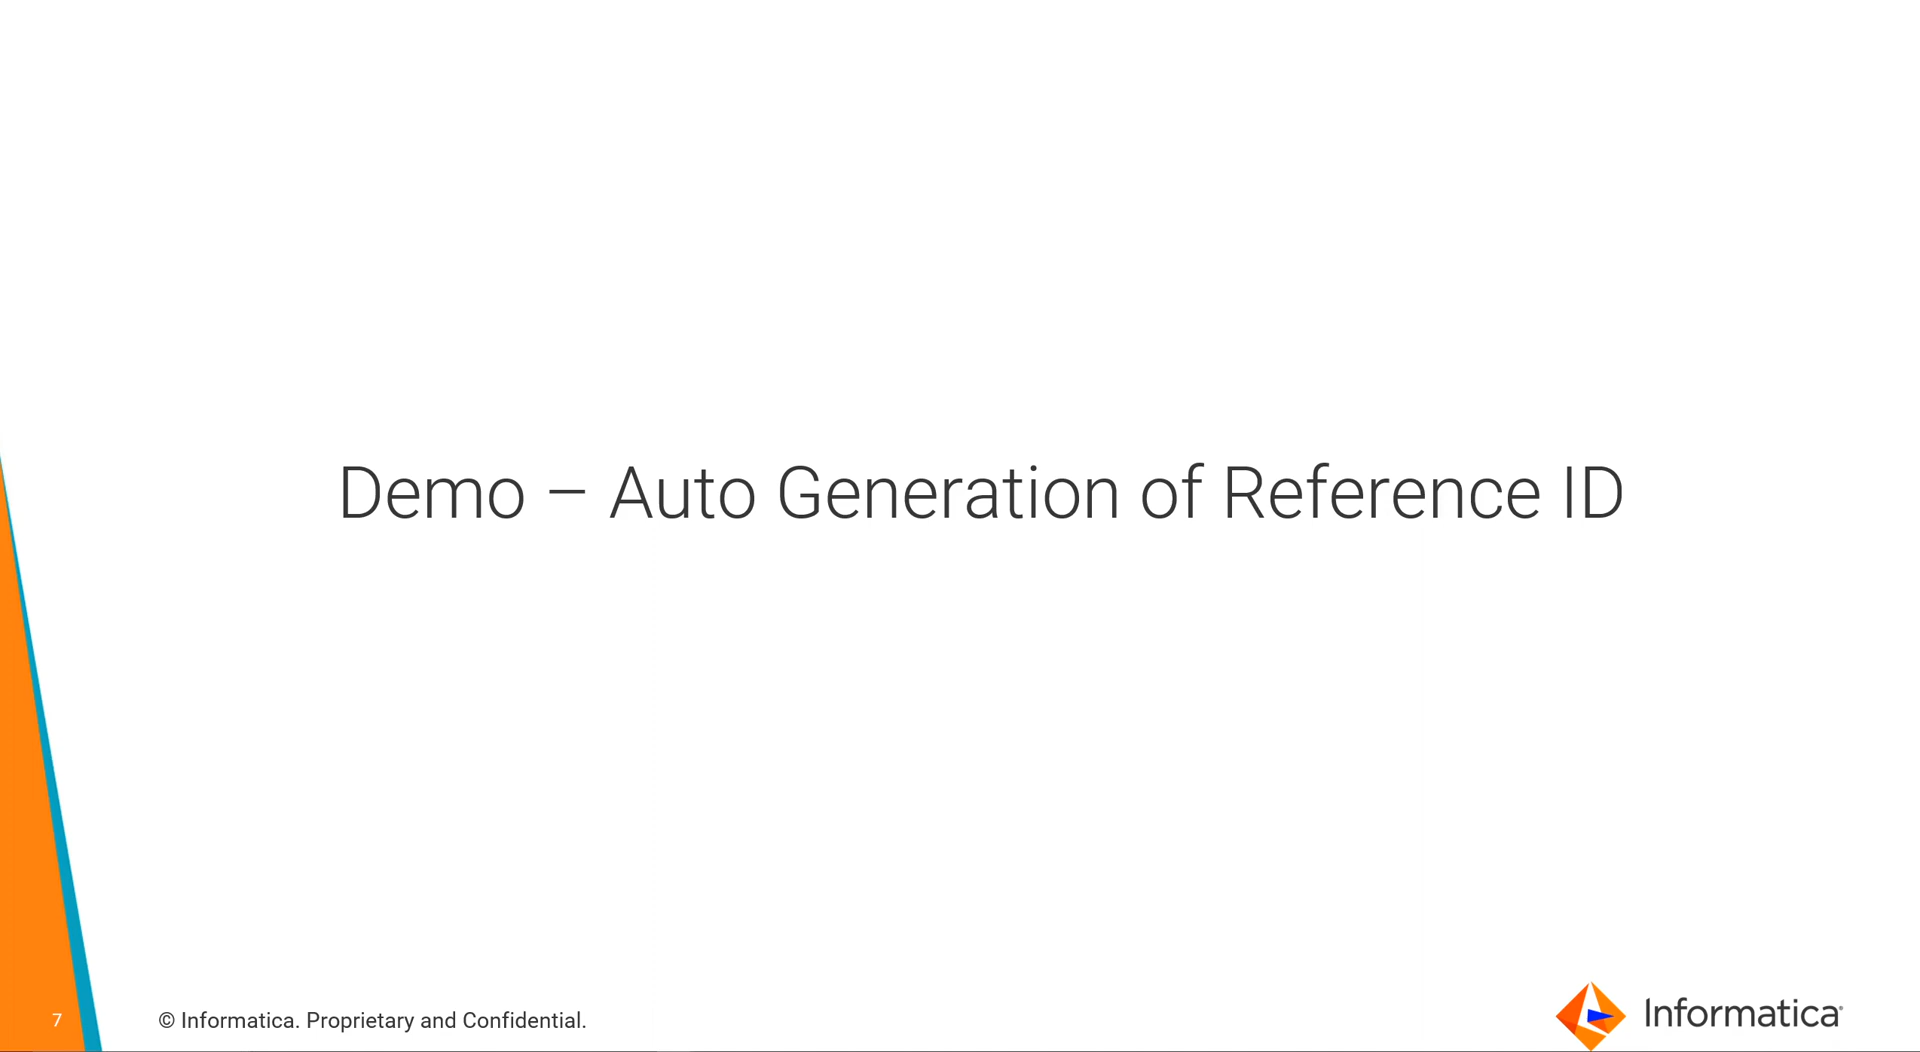 Demo – Auto Generation of Reference ID
7
© Informatica. Proprietary and Confidential.
Informatica